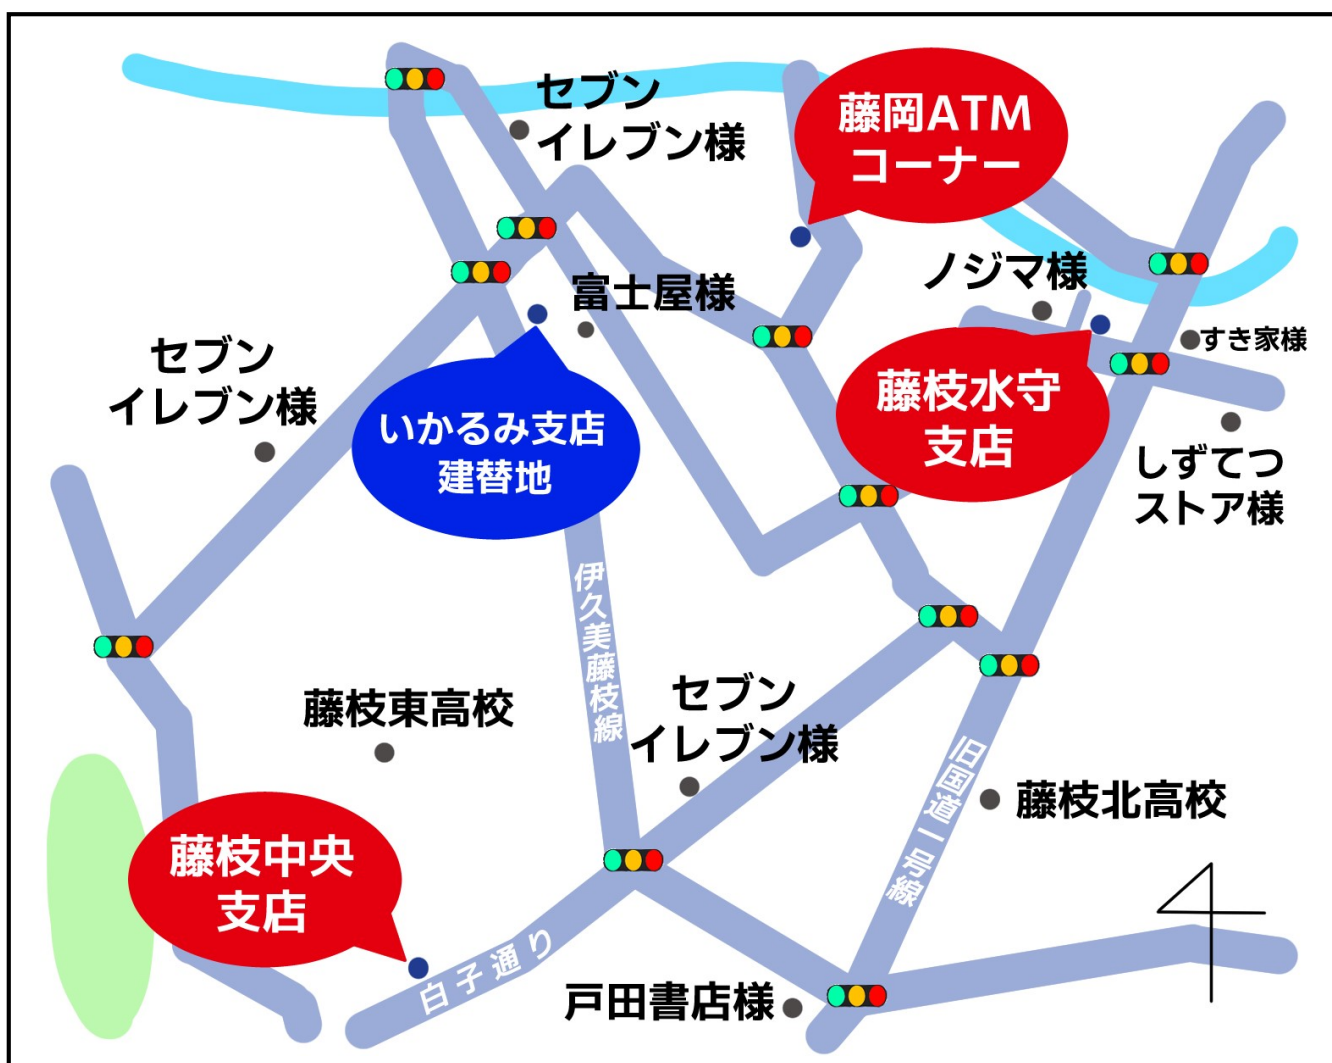 セブン
イレブン様
藤岡ATM
コーナー
富士屋様
ノジマ様
すき家様
セブン
イレブン様
いかるみ支店
建替地
藤枝水守
支店
しずてつ
ストア様
伊久美藤枝線
藤枝東高校
セブン
イレブン様
旧国道一号線
藤枝北高校
藤枝中央
支店
白子通り
戸田書店様